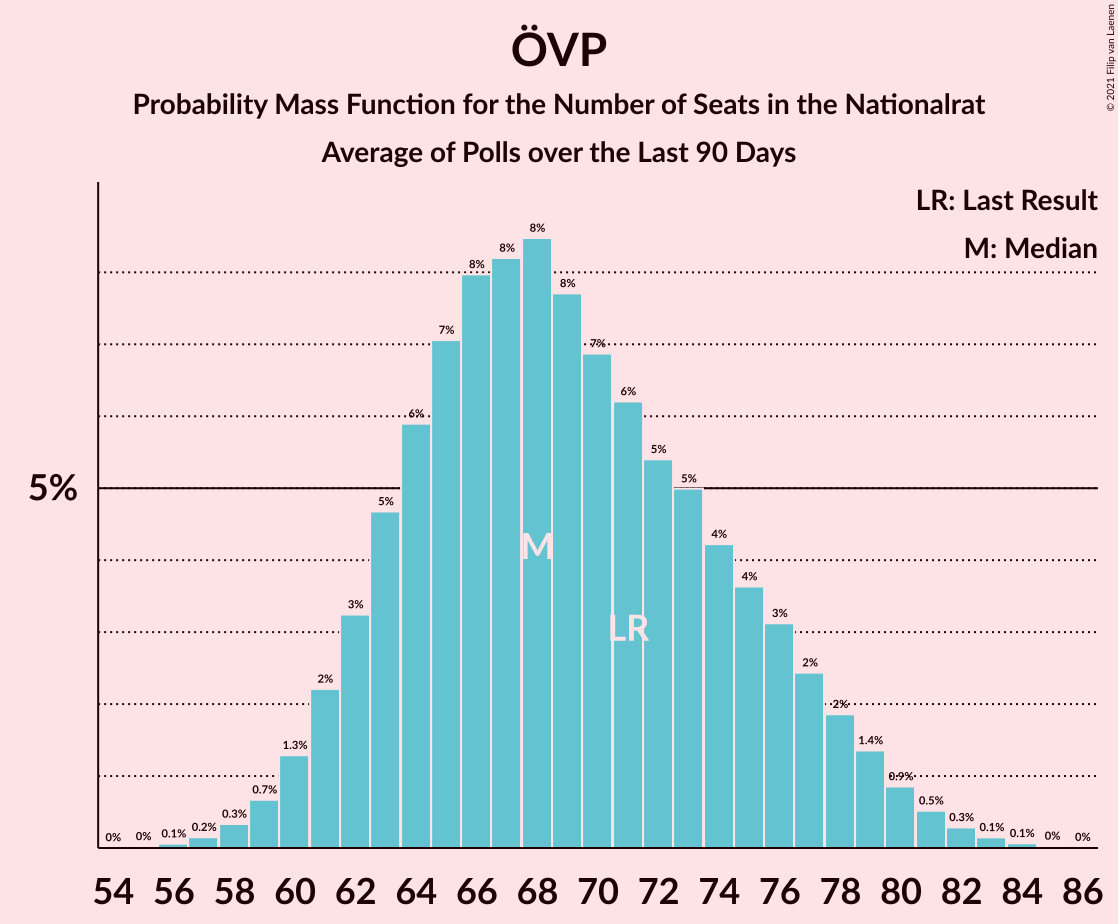 ÖVP
Probability Mass Function for the Number of Seats in the Nationalrat
Average of Polls over the Last 90 Days
© 2021 Filip van Laenen
LR: Last Result
M: Median
5%
0% 0% 0.1% 0.2% 0.3% 0.7% 1.3% 2% 3% 5% 6% 7% 8% 8% 8% 8% 7% 6% 5% 5% 4% 4% 3% 2% 2% 1.4% 0.9% 0.5% 0.3% 0.1% 0.1% 0% 0%
M
LR
54 56 58 60 62 64 66 68 70 72 74 76 78 80 82 84 86